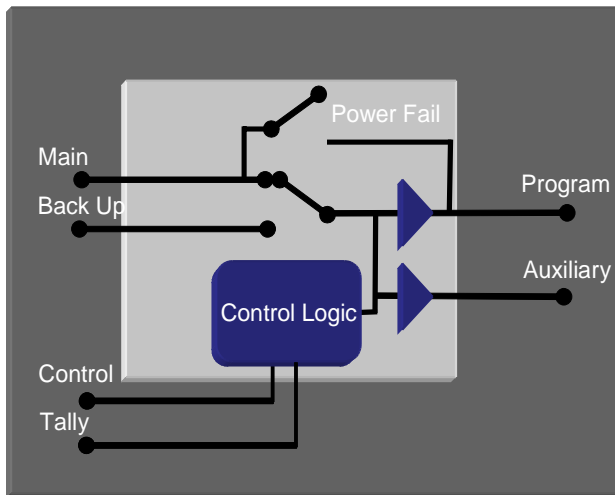 Power Fail
Main
Program
Back Up
Auxiliary
Control Logic
Control
Tally